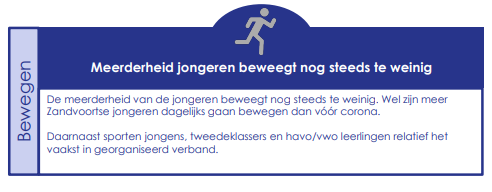 Bewegen
Meerderheid jongeren beweegt nog steeds te weinig
De meerderheid van de jongeren beweegt nog steeds te weinig. Wel zijn meer
Zandvoortse jongeren dagelijks gaan bewegen dan vóór corona.
Daarnaast sporten jongens, tweedeklassers en havo/vwo leerlingen relatief het
vaakst in georganiseerd verband.